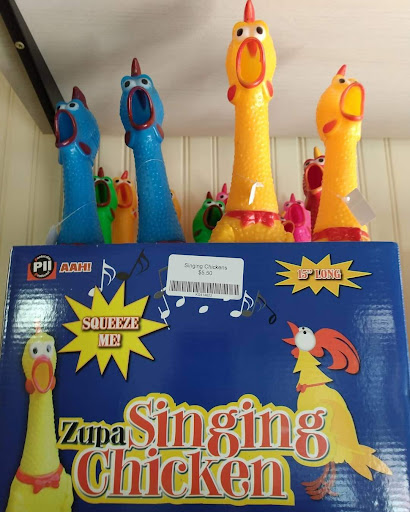 PII AAH!
Singing Chickens
$5.50
15" LONG
SQUEEZE
ME!
Zupa Singing
Chicken